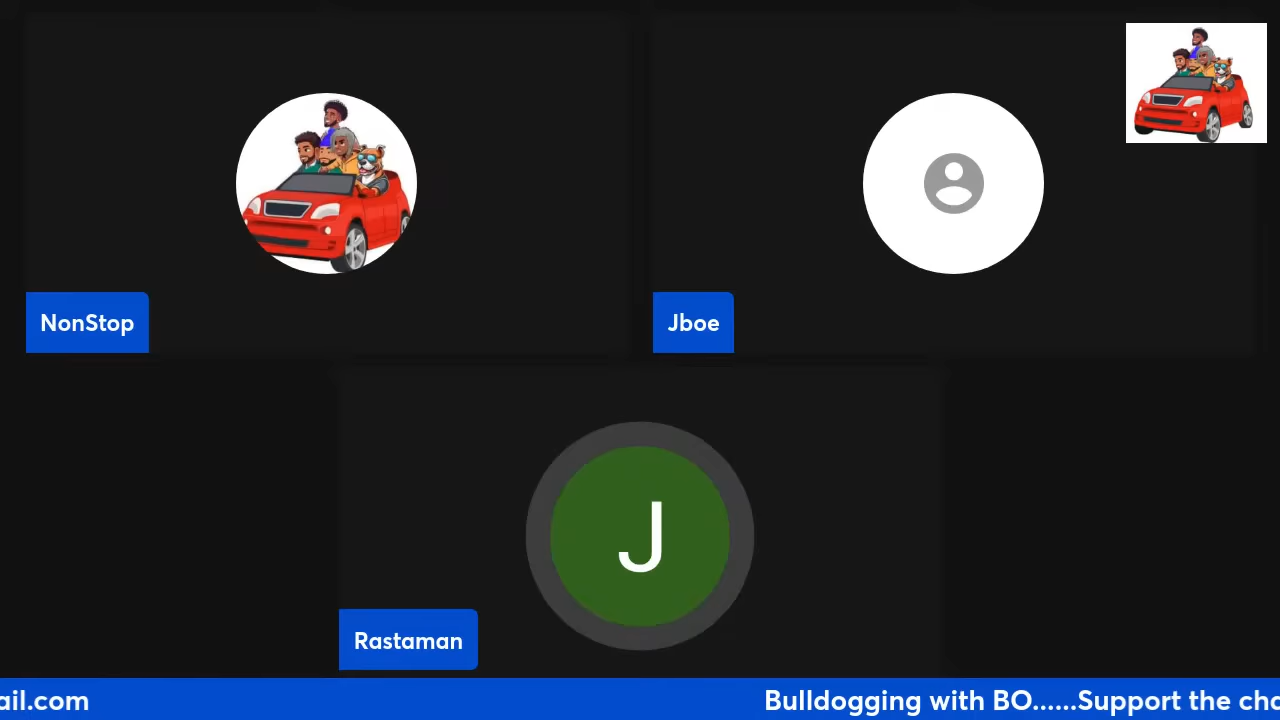 NonStop
Jboe
J
Rastaman
ail.com
Bulldogging with BO......Support the cha